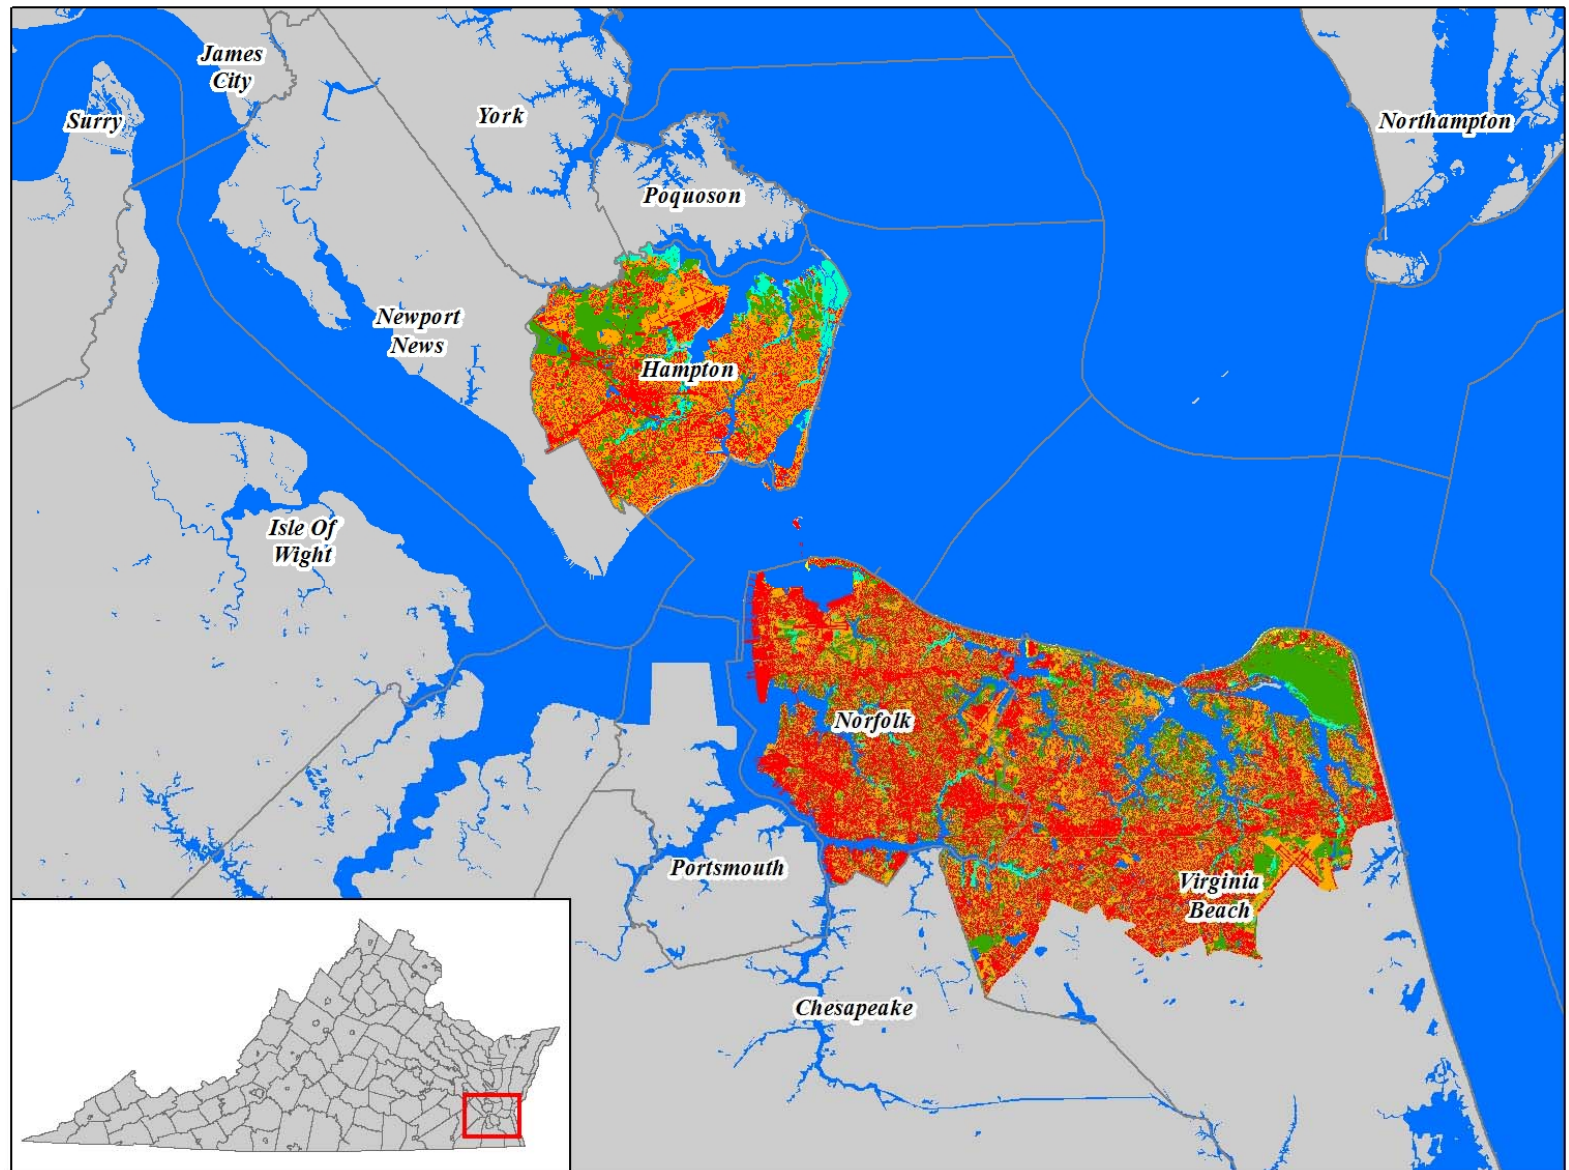 James
City
Surry
York
Northampton
Poquoson
Newport
News
Hampton
Isle Of
Wight
Norfolk
Portsmouth
Virginia
Beach
Chesapeake